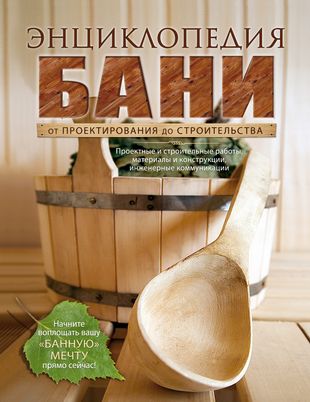 ЭНЦИКЛОПЕДИЯ
БАНИ
ОТ ПРОЕКТИРОВАНИЯ ДО СТРОИТЕЛЬСТВА
Проектные и строительные работы,
материалы и конструкции,
инженерные коммуникации
Начните
воплощать вашу
«БАННУЮ»
МЕЧТУ
прямо сейчас!